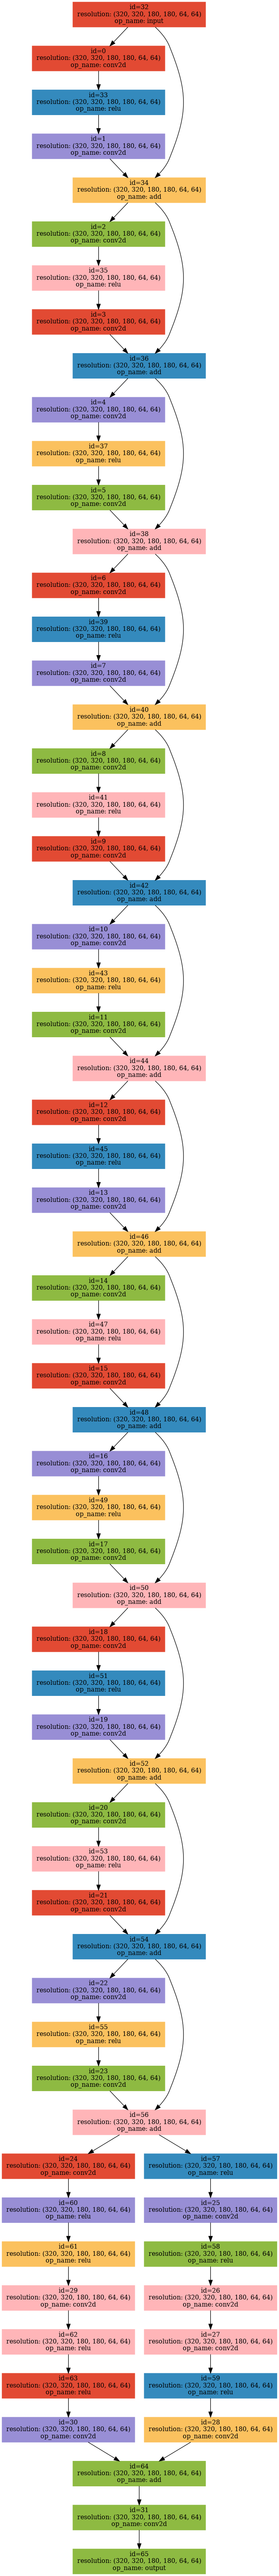 id=32
resolution: (320, 320, 180, 180, 64, 64)
op_name: input
id=0
resolution: (320, 320, 180, 180, 64, 64)
op_name: conv2d
id=33
resolution: (320, 320, 180, 180, 64, 64)
op_name: relu
id=1
resolution: (320, 320, 180, 180, 64, 64)
op_name: conv2d
id=34
resolution: (320, 320, 180, 180, 64, 64)
op_name: add
id=2
resolution: (320, 320, 180, 180, 64, 64)
op_name: conv2d
id=35
resolution: (320, 320, 180, 180, 64, 64)
op_name: relu
id=3
resolution: (320, 320, 180, 180, 64, 64)
op_name: conv2d
id=36
resolution: (320, 320, 180, 180, 64, 64)
op_name: add
id=4
resolution: (320, 320, 180, 180, 64, 64)
op_name: conv2d
id=37
resolution: (320, 320, 180, 180, 64, 64)
op_name: relu
id=5
resolution: (320, 320, 180, 180, 64, 64)
op_name: conv2d
id=38
resolution: (320, 320, 180, 180, 64, 64)
op_name: add
id=6
resolution: (320, 320, 180, 180, 64, 64)
op_name: conv2d
id=39
resolution: (320, 320, 180, 180, 64, 64)
op_name: relu
id=7
resolution: (320, 320, 180, 180, 64, 64)
op_name: conv2d
id=40
resolution: (320, 320, 180, 180, 64, 64)
op_name: add
id=8
resolution: (320, 320, 180, 180, 64, 64)
op_name: conv2d
id=41
resolution: (320, 320, 180, 180, 64, 64)
op_name: relu
id=9
resolution: (320, 320, 180, 180, 64, 64)
op_name: conv2d
id=42
resolution: (320, 320, 180, 180, 64, 64)
op_name: add
id=10
resolution: (320, 320, 180, 180, 64, 64)
op_name: conv2d
id=43
resolution: (320, 320, 180, 180, 64, 64)
op_name: relu
id=11
resolution: (320, 320, 180, 180, 64, 64)
op_name: conv2d
id=44
resolution: (320, 320, 180, 180, 64, 64)
op_name: add
id=12
resolution: (320, 320, 180, 180, 64, 64)
op_name: conv2d
id=45
resolution: (320, 320, 180, 180, 64, 64)
op_name: relu
id=13
resolution: (320, 320, 180, 180, 64, 64)
op_name: conv2d
id=46
resolution: (320, 320, 180, 180, 64, 64)
op_name: add
id=14
resolution: (320, 320, 180, 180, 64, 64)
op_name: conv2d
id=47
resolution: (320, 320, 180, 180, 64, 64)
op_name: relu
id=15
resolution: (320, 320, 180, 180, 64, 64)
op_name: conv2d
id=48
resolution: (320, 320, 180, 180, 64, 64)
op_name: add
id=16
resolution: (320, 320, 180, 180, 64, 64)
op_name: conv2d
id=49
resolution: (320, 320, 180, 180, 64, 64)
op_name: relu
id=17
resolution: (320, 320, 180, 180, 64, 64)
op_name: conv2d
id=50
resolution: (320, 320, 180, 180, 64, 64)
op_name: add
id=18
resolution: (320, 320, 180, 180, 64, 64)
op_name: conv2d
id=51
resolution: (320, 320, 180, 180, 64, 64)
op_name: relu
id=19
resolution: (320, 320, 180, 180, 64, 64)
op_name: conv2d
id=52
resolution: (320, 320, 180, 180, 64, 64)
op_name: add
id=20
resolution: (320, 320, 180, 180, 64, 64)
op_name: conv2d
id=53
resolution: (320, 320, 180, 180, 64, 64)
op_name: relu
id=21
resolution: (320, 320, 180, 180, 64, 64)
op_name: conv2d
id=54
resolution: (320, 320, 180, 180, 64, 64)
op_name: add
id=22
resolution: (320, 320, 180, 180, 64, 64)
op_name: conv2d
id=55
resolution: (320, 320, 180, 180, 64, 64)
op_name: relu
id=23
resolution: (320, 320, 180, 180, 64, 64)
op_name: conv2d
id=56
resolution: (320, 320, 180, 180, 64, 64)
op_name: add
id=24
resolution: (320, 320, 180, 180, 64, 64)
op_name: conv2d
id=57
resolution: (320, 320, 180, 180, 64, 64)
op_name: relu
id=60
resolution: (320, 320, 180, 180, 64, 64)
op_name: relu
id=25
resolution: (320, 320, 180, 180, 64, 64)
op_name: conv2d
id=61
resolution: (320, 320, 180, 180, 64, 64)
op_name: relu
id=58
resolution: (320, 320, 180, 180, 64, 64)
op_name: relu
id=29
resolution: (320, 320, 180, 180, 64, 64)
op_name: conv2d
id=26
resolution: (320, 320, 180, 180, 64, 64)
op_name: conv2d
id=62
resolution: (320, 320, 180, 180, 64, 64)
op_name: relu
id=27
resolution: (320, 320, 180, 180, 64, 64)
op_name: conv2d
id=63
resolution: (320, 320, 180, 180, 64, 64)
op_name: relu
id=59
resolution: (320, 320, 180, 180, 64, 64)
op_name: relu
id=30
resolution: (320, 320, 180, 180, 64, 64)
op_name: conv2d
id=28
resolution: (320, 320, 180, 180, 64, 64)
op_name: conv2d
id=64
resolution: (320, 320, 180, 180, 64, 64)
op_name: add
id=31
resolution: (320, 320, 180, 180, 64, 64)
op_name: conv2d
id=65
resolution: (320, 320, 180, 180, 64, 64)
op_name: output